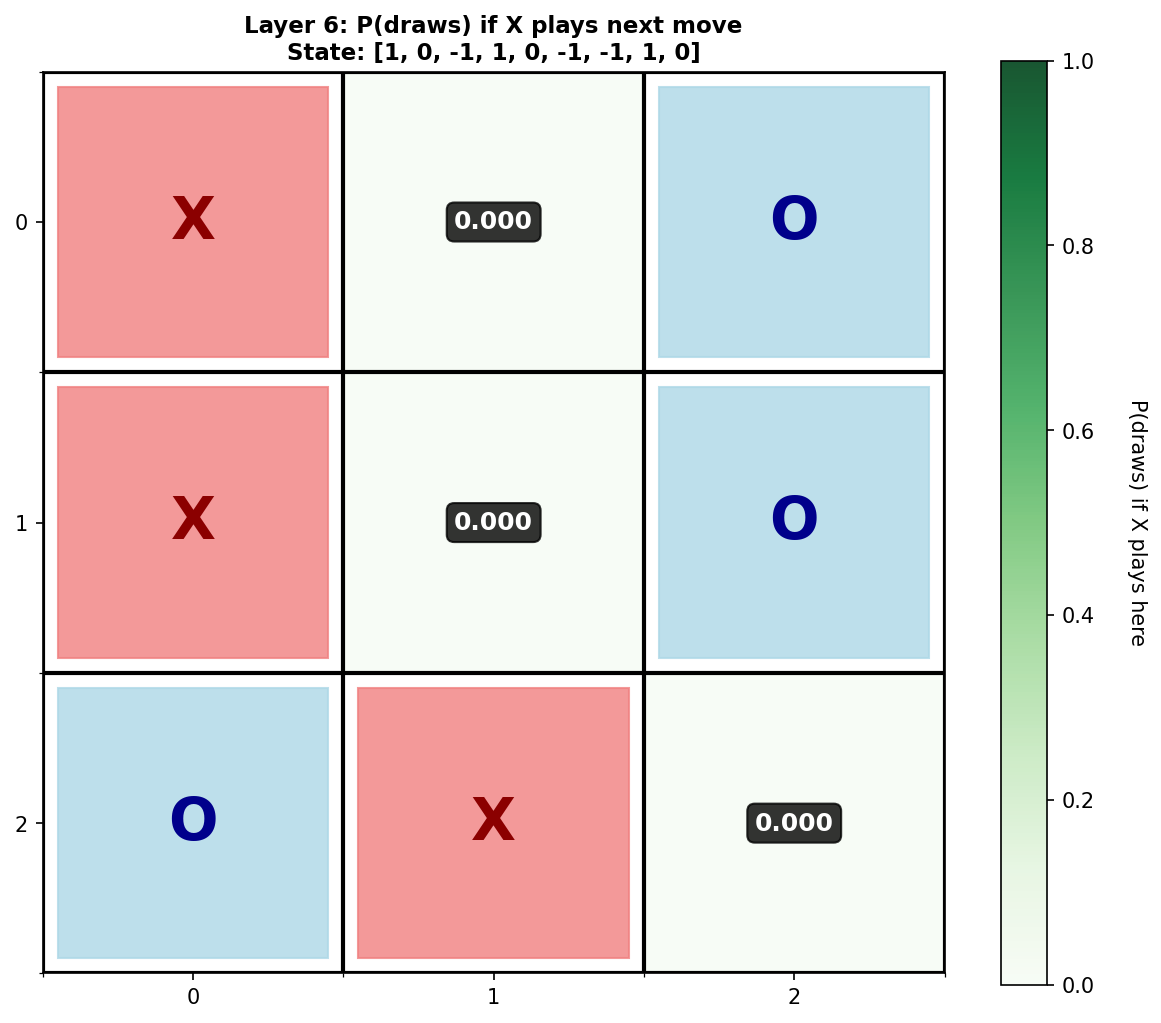 Layer 6: P(draws) if X plays next move
State: [1, 0, -1, 1, 0, -1, -1, 1, 0]
1.0
0
X
0.000
O
0.8
0.6
P(draws) if X plays here
1
X
0.000
O
0.4
0.2
2
O
X
0.000
0.0
0
1
2